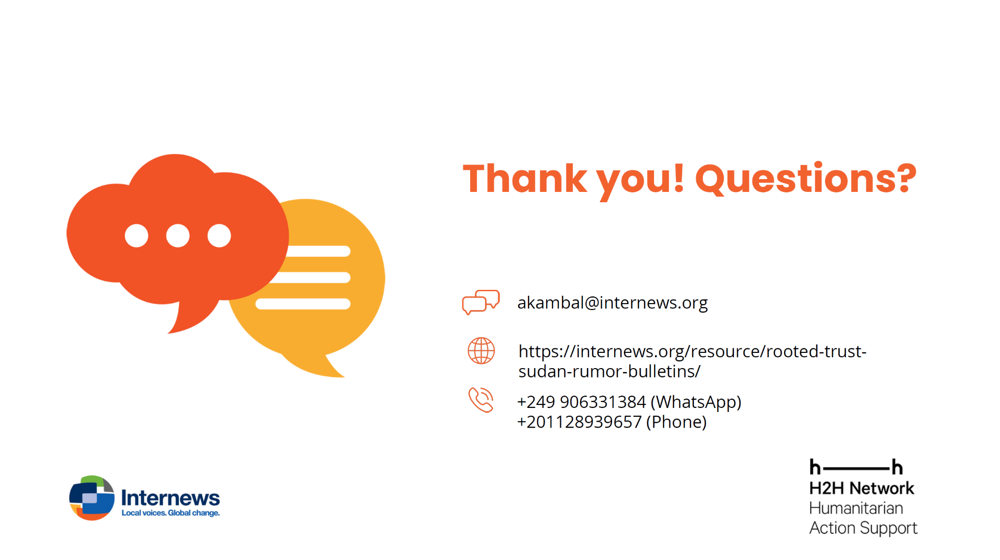 Thank you! Questions?
akambal@internews.org
https://internews.org/resource/rooted-trust-
sudan-rumor-bulletins/
+249 906331384 (WhatsApp)
+201128939657 (Phone)
Internews
Local voices. Global change.
h h
H2H Network
Humanitarian
Action Support